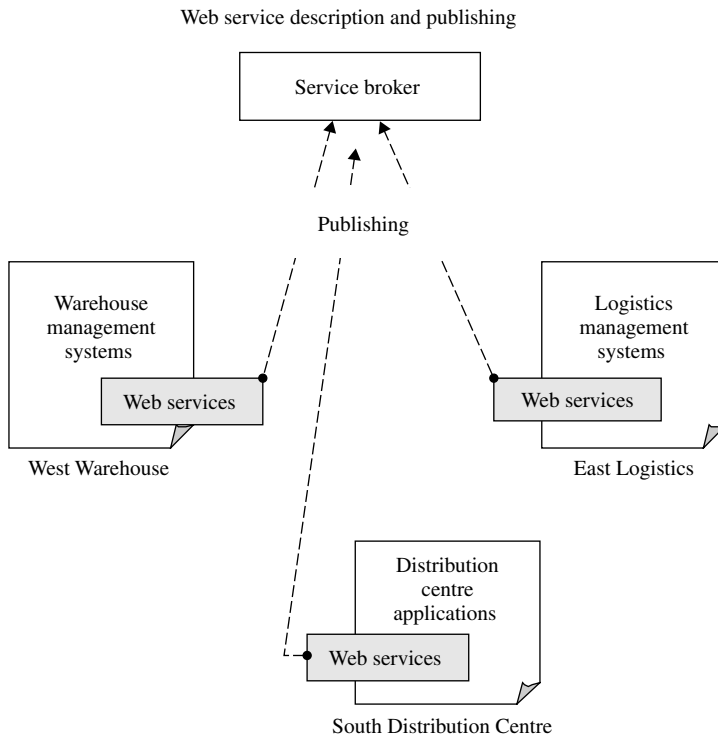 Web service description and publishing
Service broker
Publishing
Warehouse
management
systems
Web services
West Warehouse
Logistics
management
systems
Web services
East Logistics
Distribution
centre
applications
Web services
South Distribution Centre